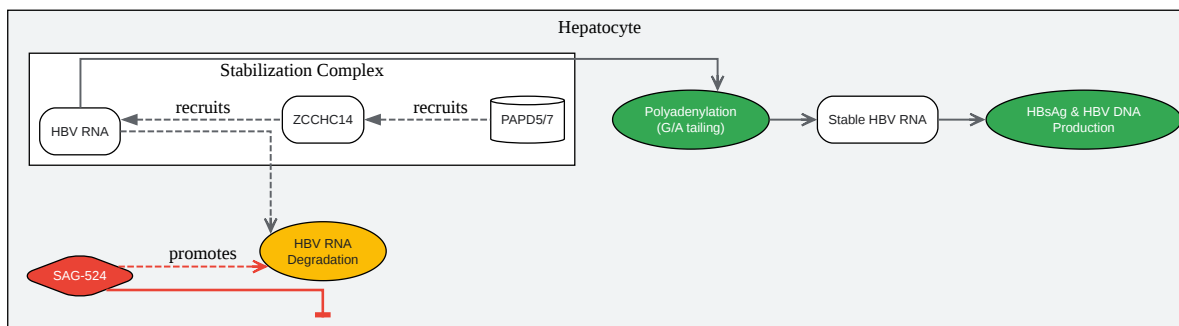 Hepatocyte
Stabilization Complex
recruits
recruits
HBV RNA
ZCCHC14
PAPD5/7
Polyadenylation
(G/A tailing)
Stable HBV RNA
HBsAg & HBV DNA
Production
promotes
HBV RNA
Degradation
SAG-524